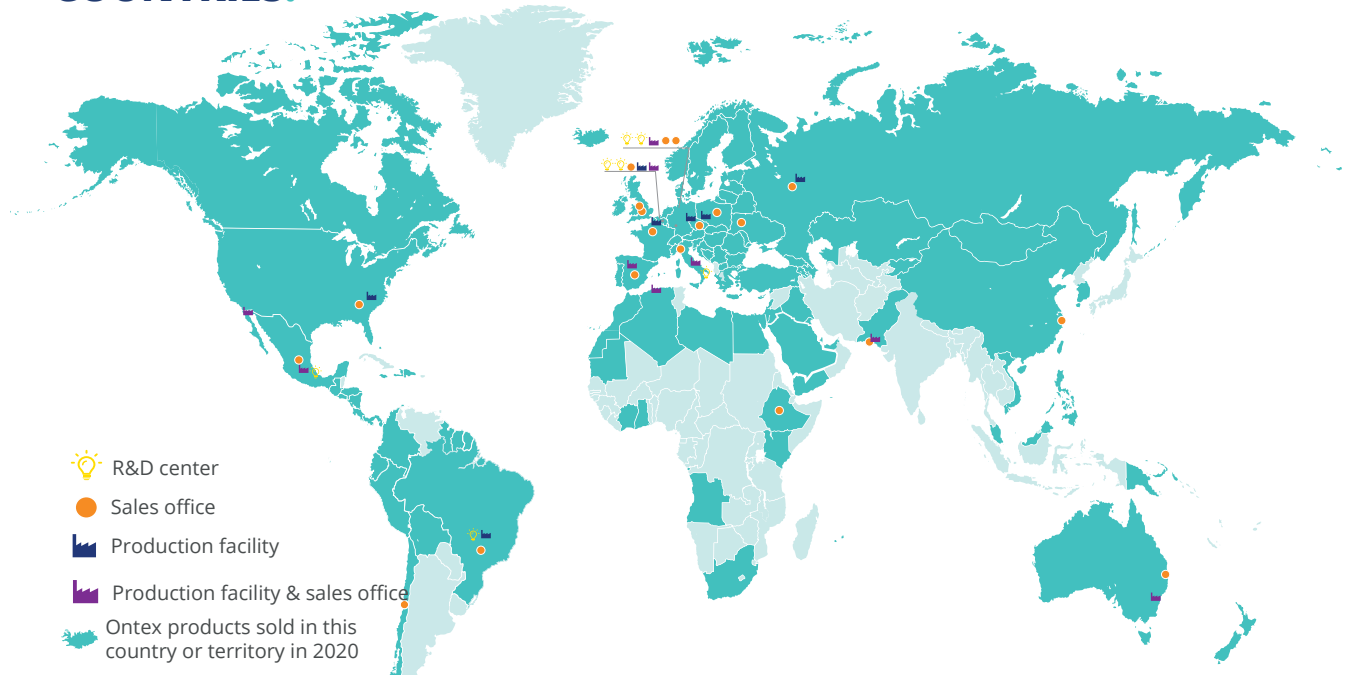 COUNTRIES.
R&D center
Sales office
Production facility
Production facility & sales office
Ontex products sold in this
country or territory in 2020